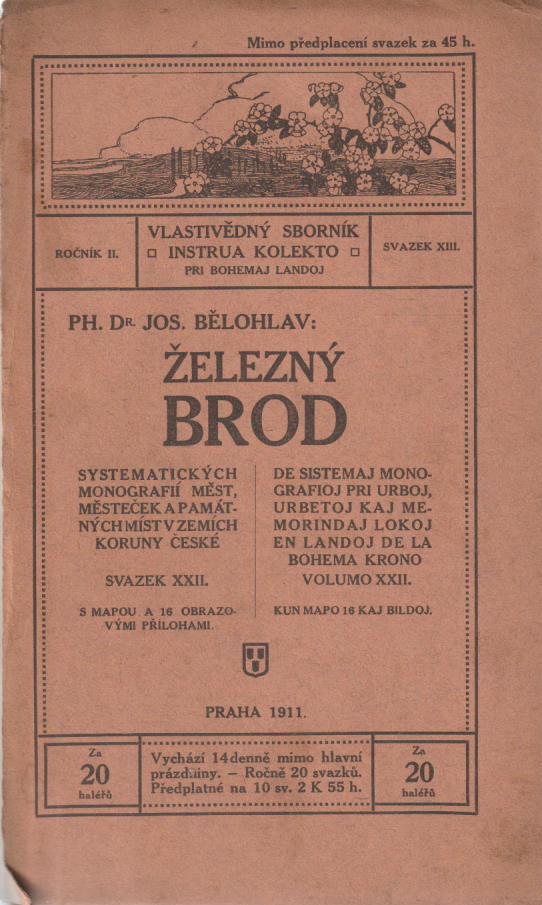 Mimo předplacení svazek za 45 h.
ROČNÍK II.
VLASTIVĚDNÝ SBORNÍK
INSTRUA KOLEKTO
PRI BOHEMAJ LANDOJ
SVAZEK XIII.
PH. DR. JOS. BĚLOHLAV:
ŽELEZNÝ
BROD
SYSTEMATICKÝCH
MONOGRAFIÍ MĚST,
MĚSTEČEK A PAMÁT-
NÝCH MÍST V ZEMÍCH
KORUNY ČESKÉ
SVAZEK XXII.
S MAPOU A 16 OBRAZO-
VÝMI PŘÍLOHAMI.
DE SISTEMAJ MONO-
GRAFIOJ PRI URBOJ,
URBETOJ KAJ ME-
MORINDAJ LOKOJ
EN LANDOJ DE LA
BOHEMA KRONO
VOLUMO XXII.
KUN MAPO 16 KAJ BILDOJ.
PRAHA 1911.
Za
20
haléřů
Vychází 14denně mimo hlavní
prázdniny. – Ročně 20 svazků.
Předplatné na 10 sv. 2 K 55 h.
Za
20
haléřů